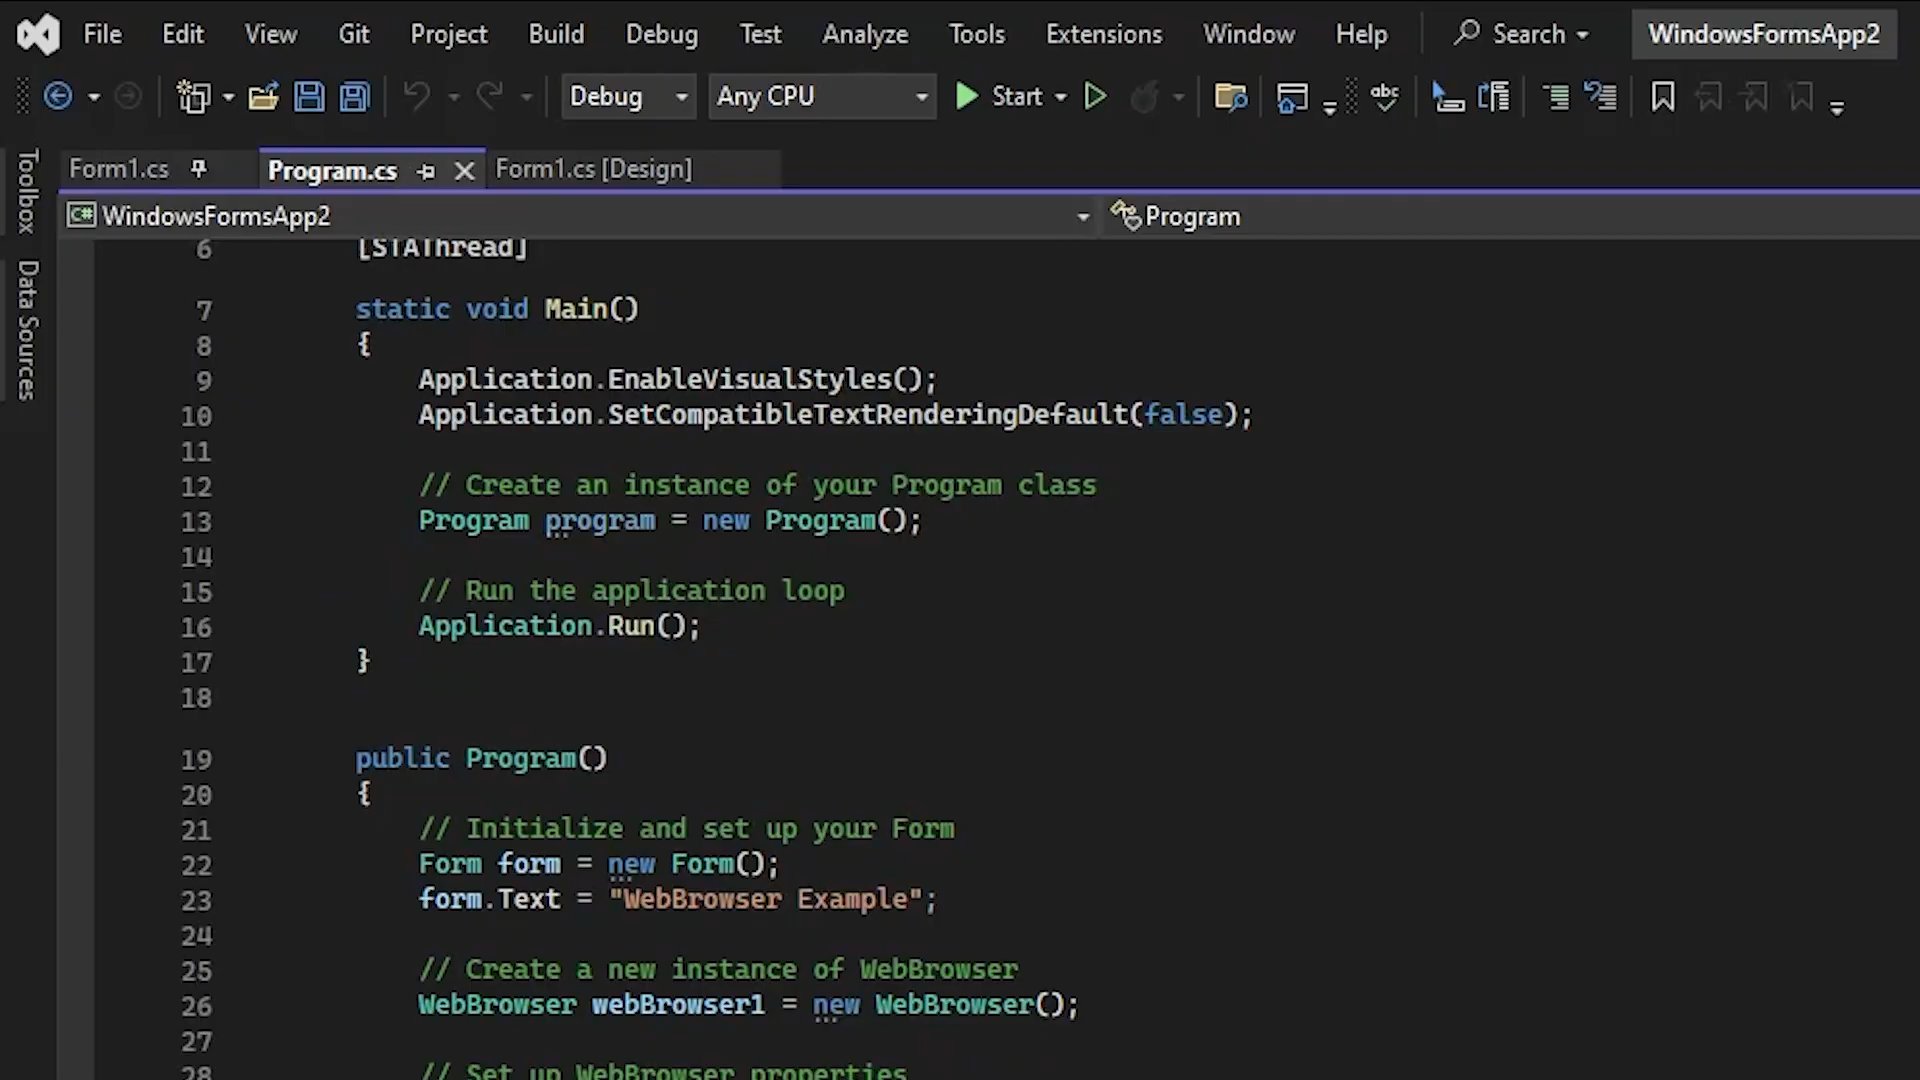 File Edit View Git Project Build Debug Test Analyze Tools Extensions Window Help Search WindowsFormsApp2
Debug Any CPU Start abc
Toolbox
Data Sources
Form1.cs Program.cs Form1.cs [Design]
C# WindowsFormsApp2 Program
6 [STAThread]
7 static void Main()
8 {
9 Application.EnableVisualStyles();
10 Application.SetCompatibleTextRenderingDefault(false);
11
12 // Create an instance of your Program class
13 Program program = new Program();
14
15 // Run the application loop
16 Application.Run();
17 }
18
19 public Program()
20 {
21 // Initialize and set up your Form
22 Form form = new Form();
23 form.Text = "WebBrowser Example";
24
25 // Create a new instance of WebBrowser
26 WebBrowser webBrowser1 = new WebBrowser();
27
28 // Set up WebBrowser properties